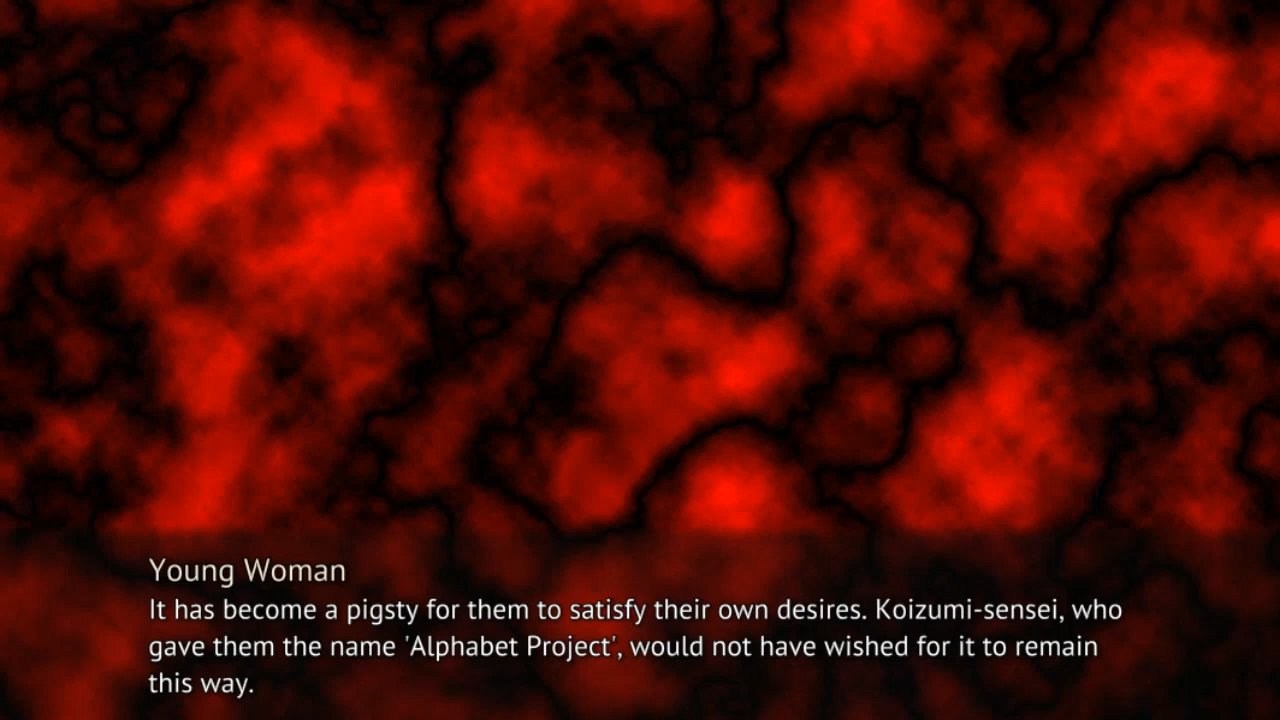 Young Woman
It has become a pigsty for them to satisfy their own desires. Koizumi-sensei, who
gave them the name 'Alphabet Project', would not have wished for it to remain
this way.